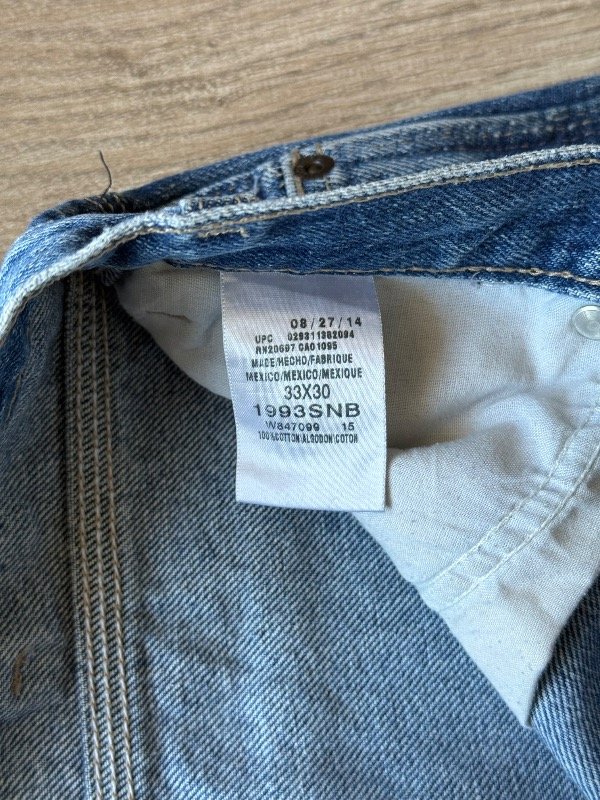 08/27/14
UPC 029311382094
RN20697 CA01095
MADE/HECHO/FABRIQUE
MEXICO/MEXICO/MEXIQUE
33X30
1993SNB
W847099 15
100%COTTON/ALGODON/COTON